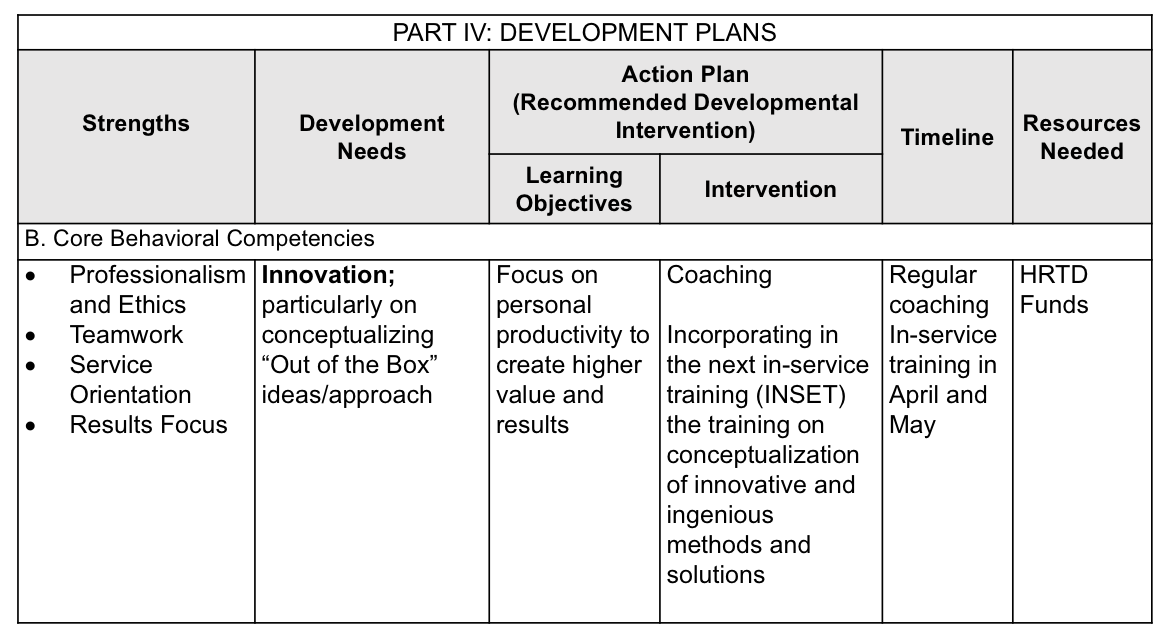 PART IV: DEVELOPMENT PLANS
Strengths
Development
Needs
Action Plan
(Recommended Developmental
Intervention)
Learning
Objectives
Intervention
Timeline
Resources
Needed
B. Core Behavioral Competencies
• Professionalism
and Ethics
• Teamwork
• Service
Orientation
• Results Focus
Innovation;
particularly on
conceptualizing
“Out of the Box”
ideas/approach
Focus on
personal
productivity to
create higher
value and
results
Coaching
Incorporating in
the next in-service
training (INSET)
the training on
conceptualization
of innovative and
ingenious
methods and
solutions
Regular
coaching
In-service
training in
April and
May
HRTD
Funds